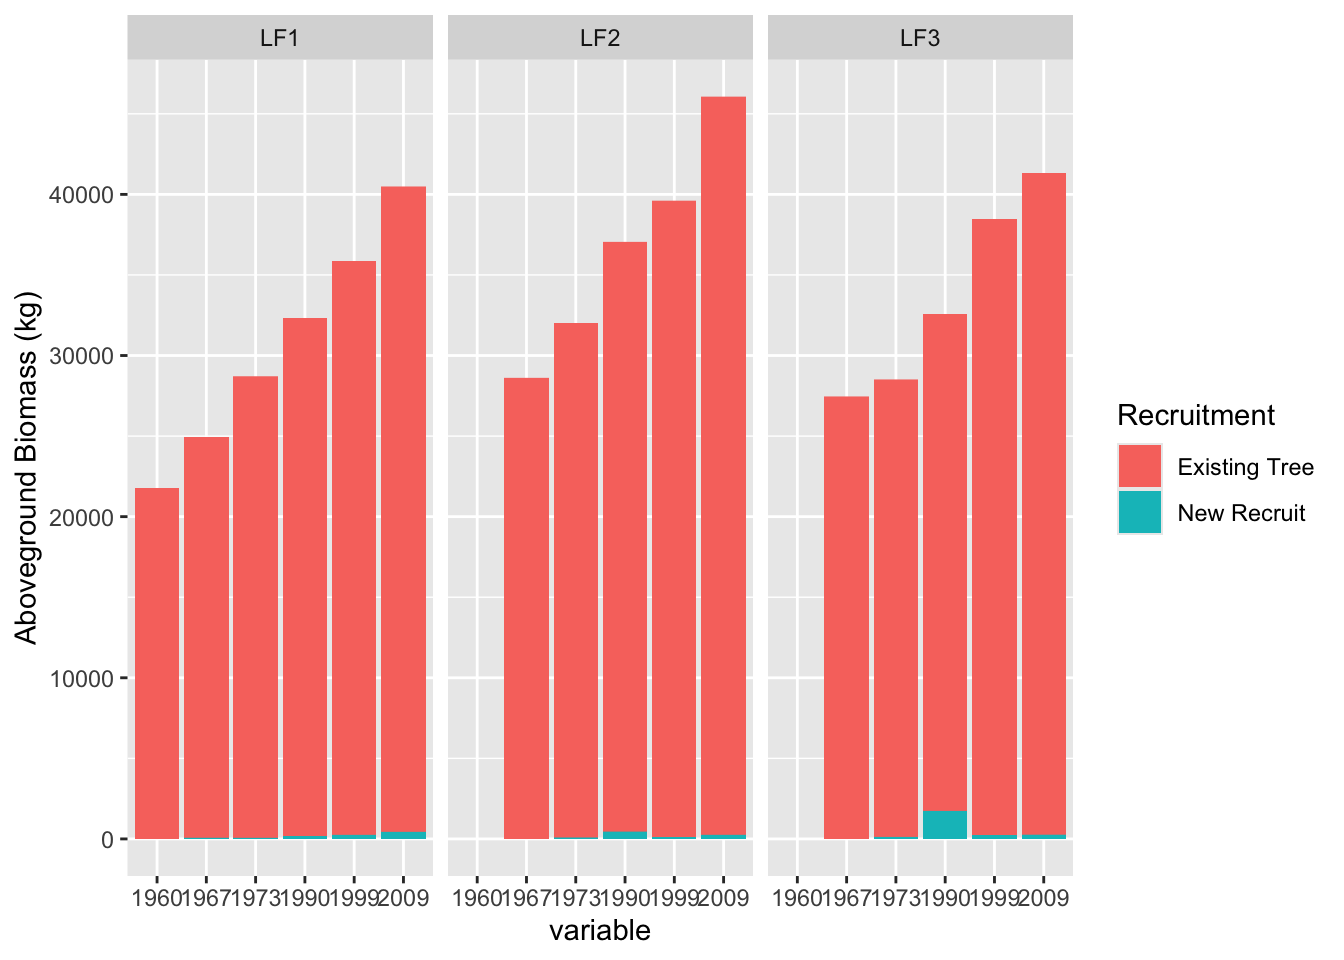 LF1 LF2 LF3
Aboveground Biomass (kg)
40000
30000
20000
10000
0
1960 1967 1973 1990 1999 2009 1960 1967 1973 1990 1999 2009 1960 1967 1973 1990 1999 2009
variable
Recruitment
Existing Tree
New Recruit